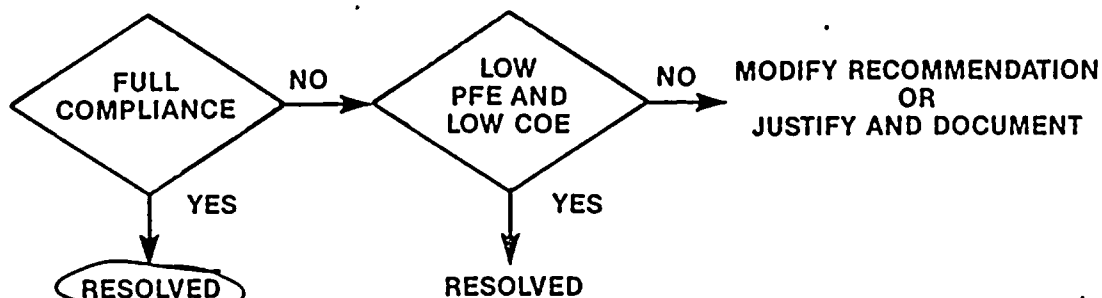 FULL
COMPLIANCE
NO
LOW
PFE AND
LOW COE
NO
MODIFY RECOMMENDATION
OR
JUSTIFY AND DOCUMENT
YES
YES
RESOLVED
RESOLVED